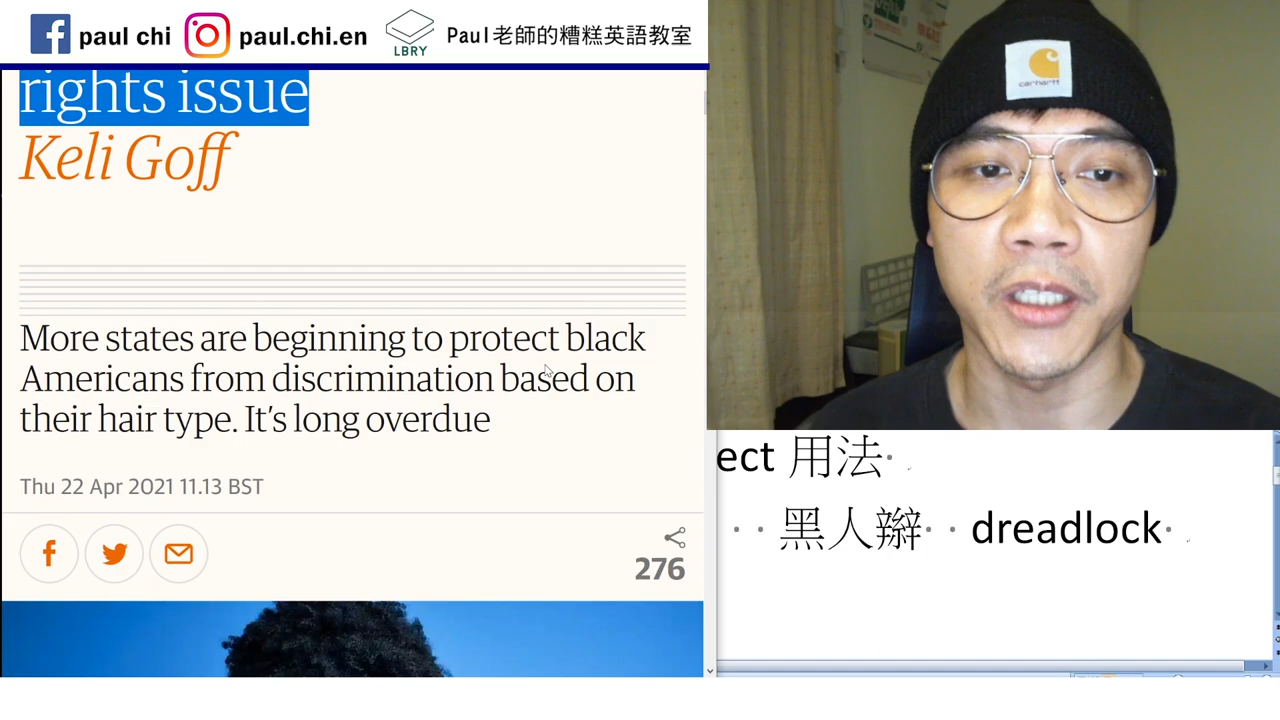 paul chi paul.chi.en LBRY Paul老師的糟糕英語教室
rights issue
Keli Goff
More states are beginning to protect black
Americans from discrimination based on
their hair type. It’s long overdue
Thu 22 Apr 2021 11.13 BST
276
carhartt
ect 用法
黑人辮 dreadlock